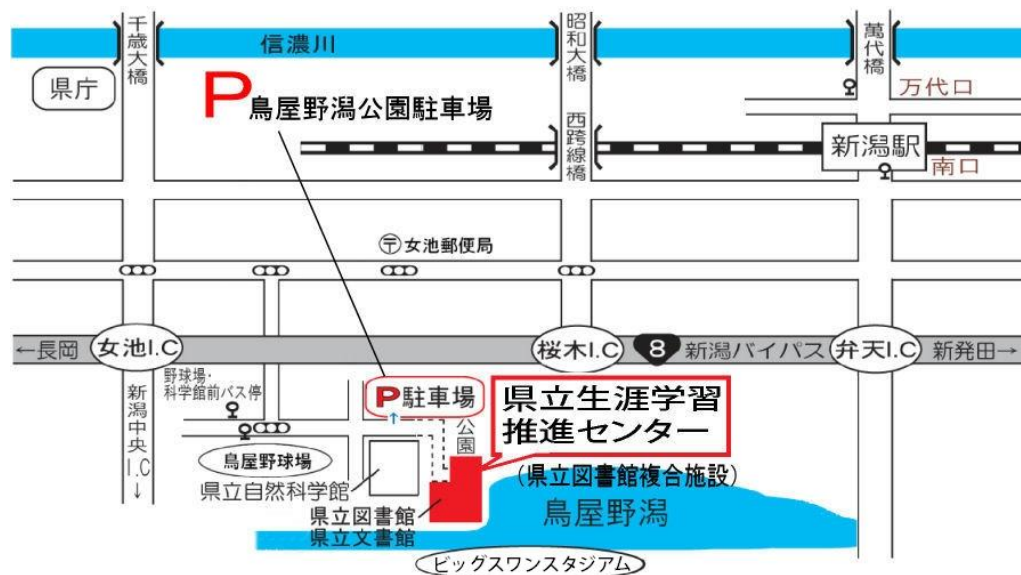 千歳大橋
信濃川
昭和大橋
萬代橋
県庁
P鳥屋野潟公園駐車場
万代口
西跨線橋
新潟駅
南口
〒女池郵便局
←長岡
女池I.C
桜木I.C
8
新潟バイパス
弁天I.C
新発田→
新潟中央I.C↓
野球場・
科学館前バス停
P駐車場
↑
公園
県立生涯学習
推進センター
(県立図書館複合施設)
鳥屋野球場
県立自然科学館
県立図書館
県立文書館
鳥屋野潟
ビッグスワンスタジアム